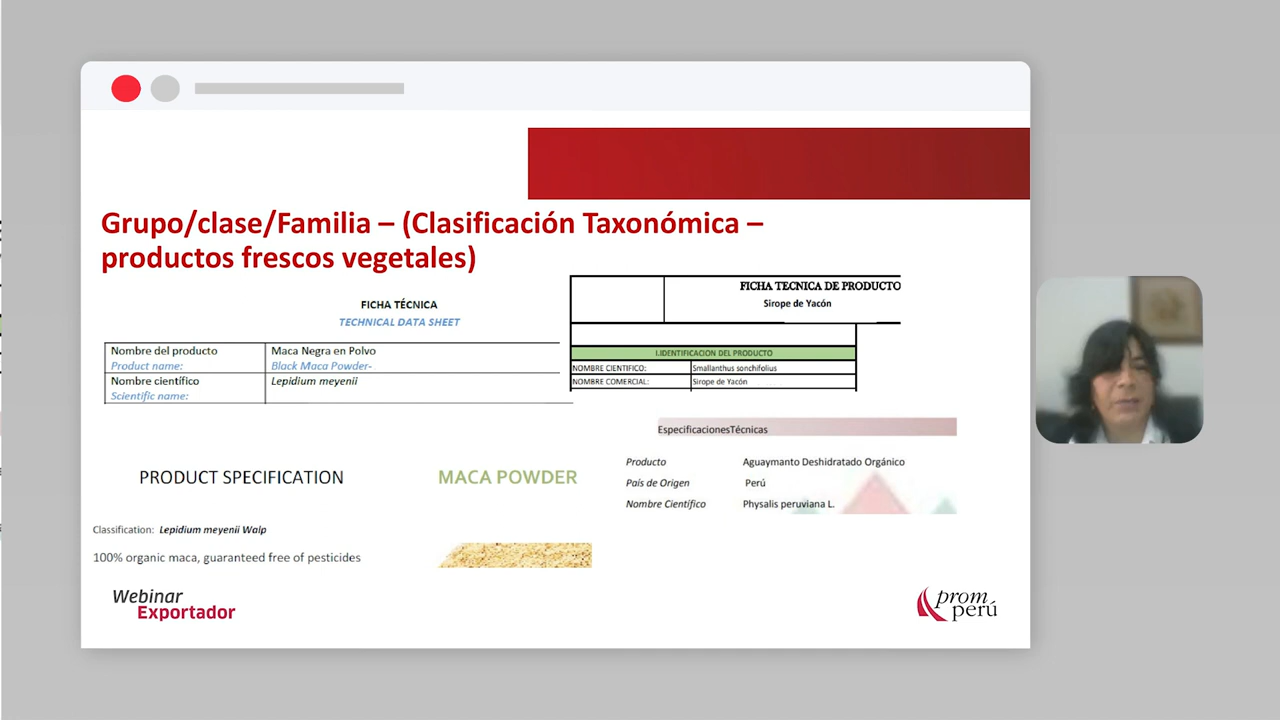 Grupo/clase/Familia – (Clasificación Taxonómica –
productos frescos vegetales)
FICHA TÉCNICA
TECHNICAL DATA SHEET
Nombre del producto
Maca Negra en Polvo
Product name:
Black Maca Powder-
Nombre científico
Lepidium meyenii
Scientific name:
FICHA TECNICA DE PRODUCTO
Sirope de Yacón
I.IDENTIFICACION DEL PRODUCTO
NOMBRE CIENTIFICO:
Smallanthus sonchifolius
NOMBRE COMERCIAL:
Sirope de Yacón
PRODUCT SPECIFICATION
MACA POWDER
Classification: Lepidium meyenii Walp
100% organic maca, guaranteed free of pesticides
EspecificacionesTécnicas
Producto
Aguaymanto Deshidratado Orgánico
País de Origen
Perú
Nombre Científico
Physalis peruviana L.
Webinar
Exportador
prom
perú